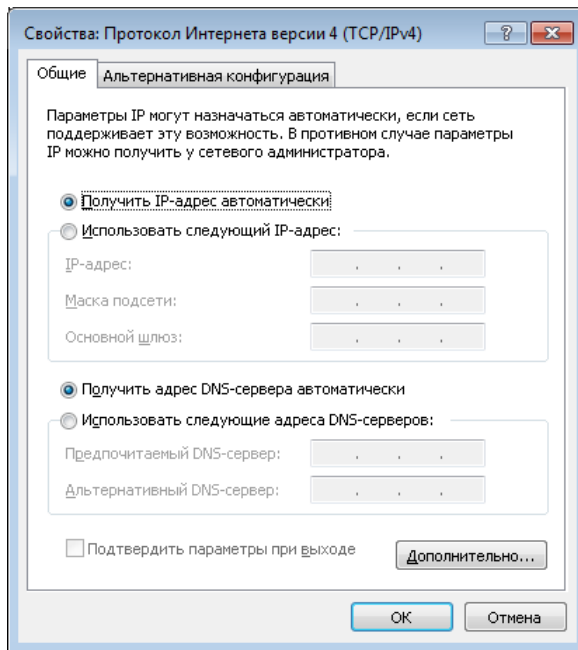 Свойства: Протокол Интернета версии 4 (TCP/IPv4)
Общие
Альтернативная конфигурация
Параметры IP могут назначаться автоматически, если сеть
поддерживает эту возможность. В противном случае параметры
IP можно получить у сетевого администратора.
Получить IP-адрес автоматически
Использовать следующий IP-адрес:
IP-адрес:
Маска подсети:
Основной шлюз:
Получить адрес DNS-сервера автоматически
Использовать следующие адреса DNS-серверов:
Предпочитаемый DNS-сервер:
Альтернативный DNS-сервер:
Подтвердить параметры при выходе
Дополнительно...
ОК
Отмена